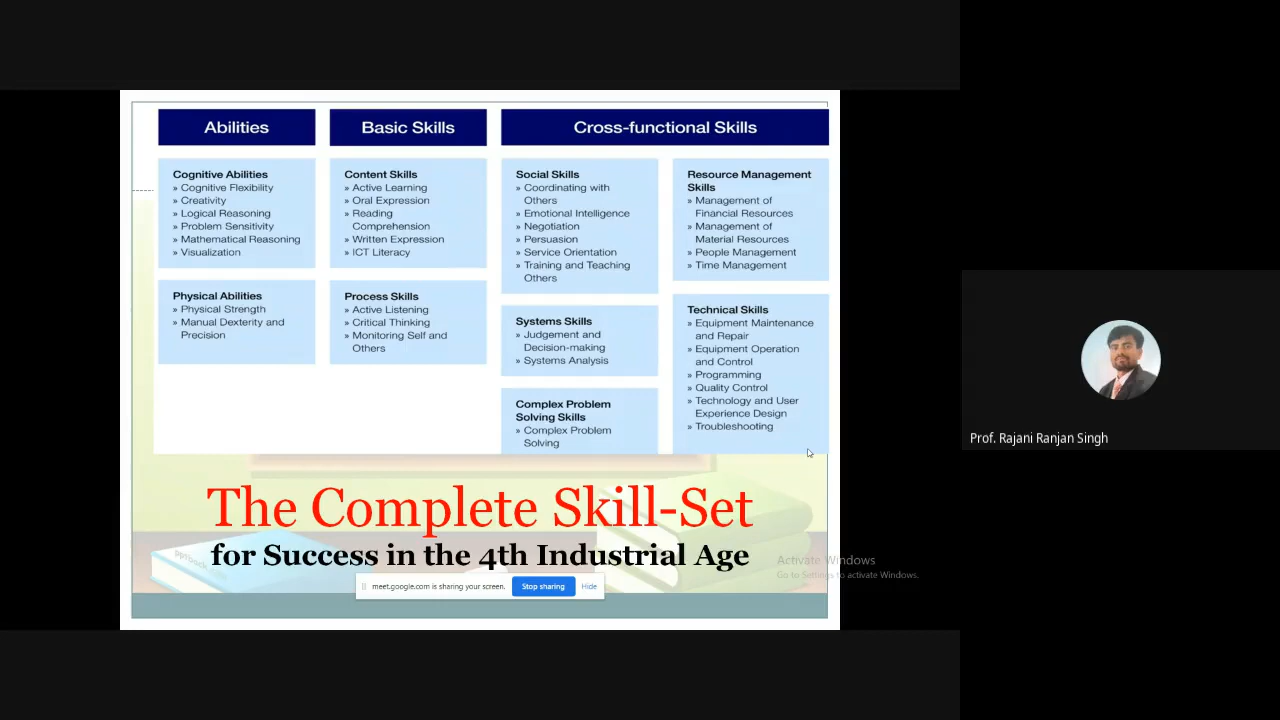 Abilities
Cognitive Abilities
» Cognitive Flexibility
» Creativity
» Logical Reasoning
» Problem Sensitivity
» Mathematical Reasoning
» Visualization
Physical Abilities
» Physical Strength
» Manual Dexterity and
Precision
Basic Skills
Content Skills
» Active Learning
» Oral Expression
» Reading
Comprehension
» Written Expression
» ICT Literacy
Process Skills
» Active Listening
» Critical Thinking
» Monitoring Self and
Others
Cross-functional Skills
Social Skills
» Coordinating with
Others
» Emotional Intelligence
» Negotiation
» Persuasion
» Service Orientation
» Training and Teaching
Others
Systems Skills
» Judgement and
Decision-making
» Systems Analysis
Complex Problem
Solving Skills
» Complex Problem
Solving
Resource Management
Skills
» Management of
Financial Resources
» Management of
Material Resources
» People Management
» Time Management
Technical Skills
» Equipment Maintenance
and Repair
» Equipment Operation
and Control
» Programming
» Quality Control
» Technology and User
Experience Design
» Troubleshooting
The Complete Skill-Set
for Success in the 4th Industrial Age
meet.google.com is sharing your screen.
Stop sharing
Hide
Activate Windows
Go to Settings to activate Windows.
Prof. Rajani Ranjan Singh